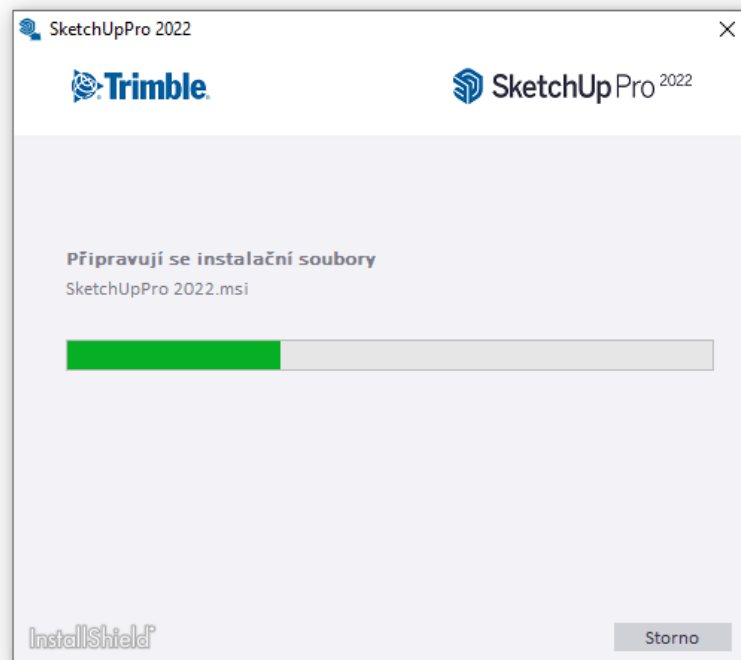 SketchUpPro 2022
Trimble.
SketchUp Pro 2022
Připravují se instalační soubory
SketchUpPro 2022.msi
InstallShield
Storno